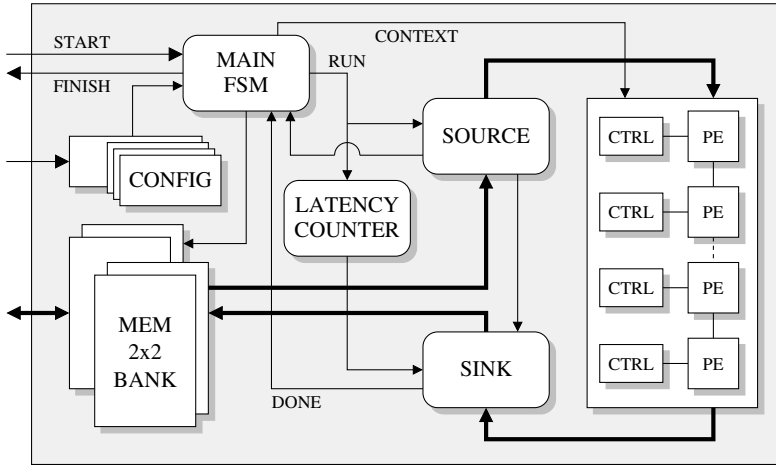 START
FINISH
MAIN
FSM
RUN
CONTEXT
SOURCE
CONFIG
LATENCY
COUNTER
MEM
2x2
BANK
SINK
DONE
CTRL PE
CTRL PE
CTRL PE
CTRL PE